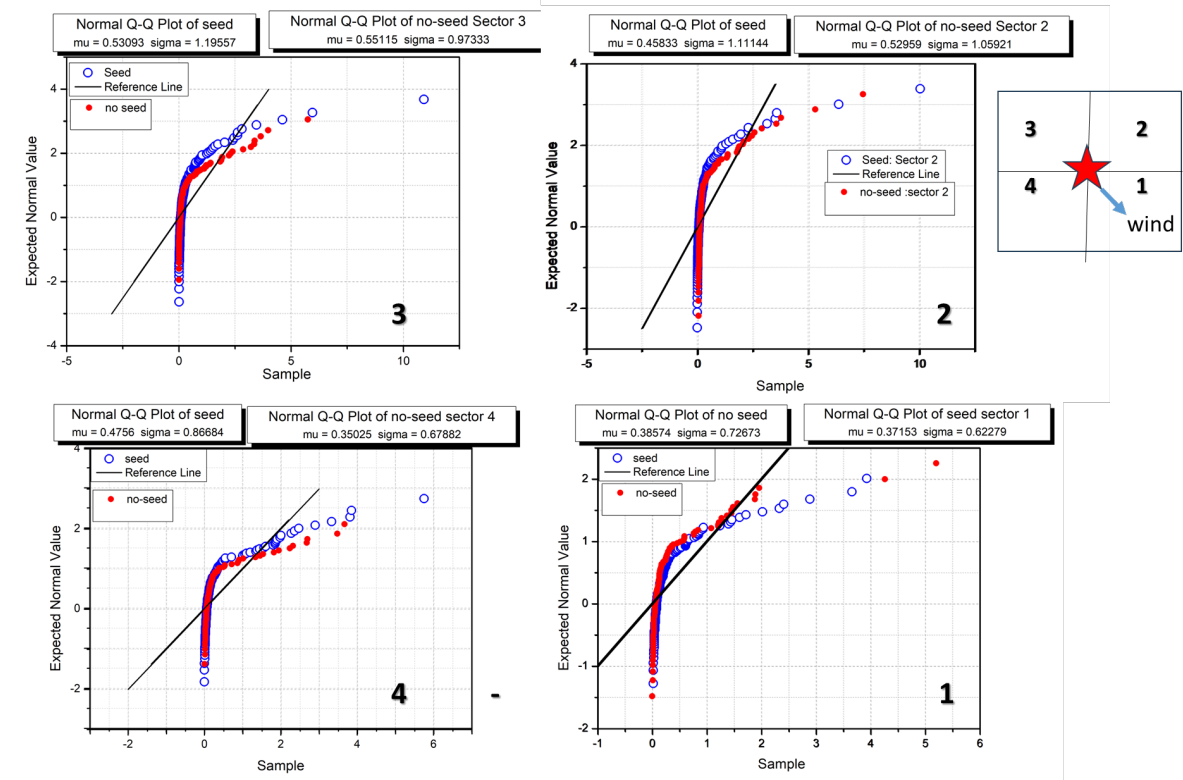 Normal Q-Q Plot of seed
mu = 0.53093 sigma = 1.19557
Normal Q-Q Plot of no-seed Sector 3
mu = 0.55115 sigma = 0.97333
Seed
Reference Line
no seed
Expected Normal Value
4
2
0
-2
-4
-5
0
5
10
Sample
3
Normal Q-Q Plot of seed
mu = 0.45833 sigma = 1.11144
Normal Q-Q Plot of no-seed Sector 2
mu = 0.52959 sigma = 1.05921
Seed: Sector 2
Reference Line
no-seed :sector 2
Expected Normal Value
4
2
0
-2
-5
0
5
10
Sample
2
3
2
4
1
wind
Normal Q-Q Plot of seed
mu = 0.4756 sigma = 0.86684
Normal Q-Q Plot of no-seed sector 4
mu = 0.35025 sigma = 0.67882
seed
Reference Line
no-seed
Expected Normal Value
4
2
0
-2
-2
0
2
4
6
Sample
4
-
Normal Q-Q Plot of no seed
mu = 0.38574 sigma = 0.72673
Normal Q-Q Plot of seed sector 1
mu = 0.37153 sigma = 0.62279
seed
Reference Line
no-seed
Expected Normal Value
2
1
0
-1
-2
-1
0
1
2
3
4
5
6
Sample
1